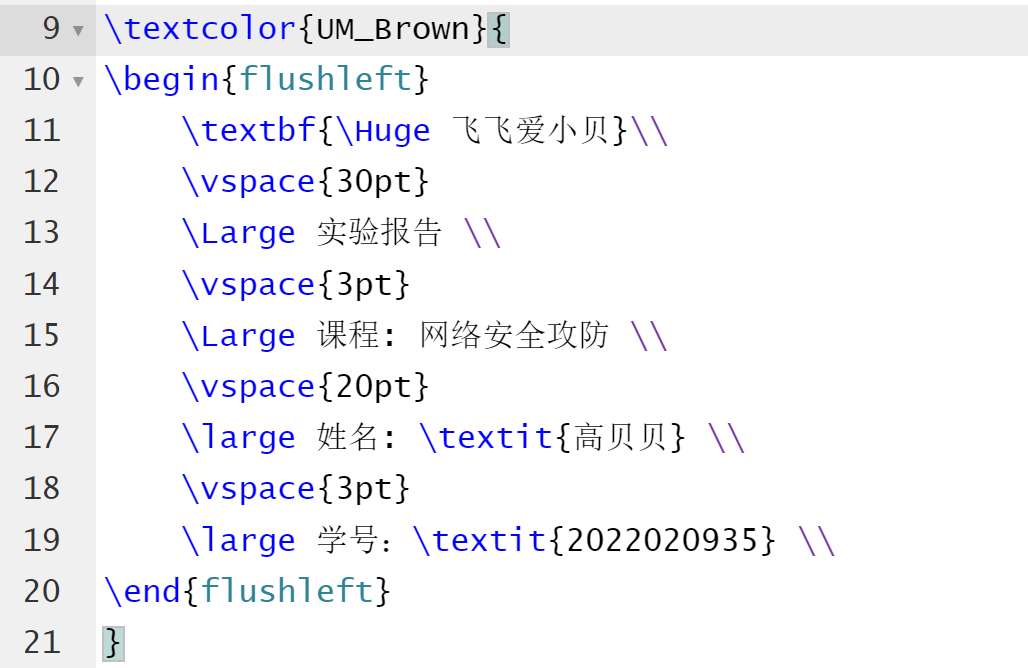 9 \textcolor{UM_Brown}{
10 \begin{flushleft}
11 \textbf{\Huge 飞飞爱小贝}\\
12 \vspace{30pt}
13 \Large 实验报告 \\
14 \vspace{3pt}
15 \Large 课程: 网络安全攻防 \\
16 \vspace{20pt}
17 \large 姓名: \textit{高贝贝} \\
18 \vspace{3pt}
19 \large 学号：\textit{2022020935} \\
20 \end{flushleft}
21 }